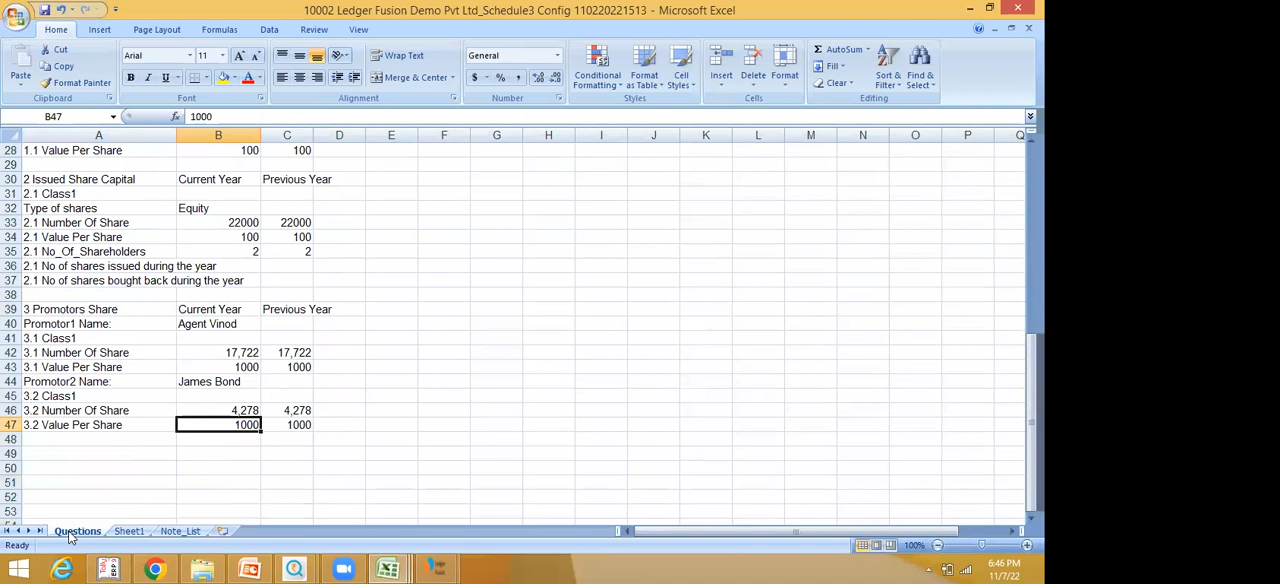 10002 Ledger Fusion Demo Pvt Ltd_Schedule3 Config 110220221513 - Microsoft Excel
Home Insert Page Layout Formulas Data Review View
Paste Cut Copy Format Painter Clipboard
Arial 11 B I U A Font
Wrap Text Merge & Center Alignment
General $ % , Number
Conditional Formatting Format as Table Cell Styles Styles
Insert Delete Format Cells
Σ AutoSum Fill Clear Sort & Filter Find & Select Editing
B47 fx 1000
A B C D E F G H I J K L M N O P Q
28 1.1 Value Per Share 100 100
29
30 2 Issued Share Capital Current Year Previous Year
31 2.1 Class1
32 Type of shares Equity
33 2.1 Number Of Share 22000 22000
34 2.1 Value Per Share 100 100
35 2.1 No_Of_Shareholders 2 2
36 2.1 No of shares issued during the year
37 2.1 No of shares bought back during the year
38
39 3 Promotors Share Current Year Previous Year
40 Promotor1 Name: Agent Vinod
41 3.1 Class1
42 3.1 Number Of Share 17,722 17,722
43 3.1 Value Per Share 1000 1000
44 Promotor2 Name: James Bond
45 3.2 Class1
46 3.2 Number Of Share 4,278 4,278
47 3.2 Value Per Share 1000 1000
48
49
50
51
52
53
Questions Sheet1 Note_List
Ready 100%
6:46 PM
11/7/22